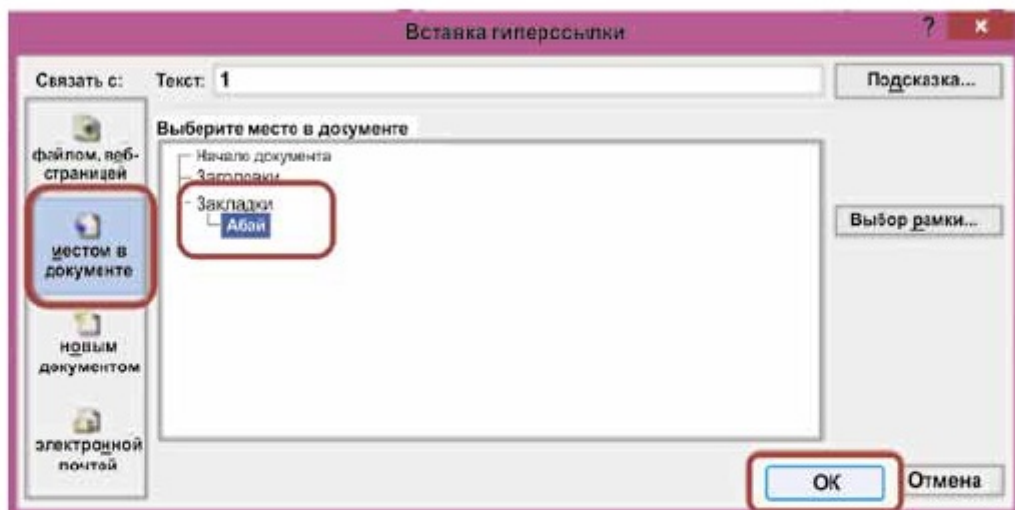 Вставка гиперссылки
?
Связать с:
Текст: 1
Подсказка...
файлом, веб-
страницей
Выберите место в документе
Начало документа
Заголовки
Закладки
Абай
местом в
документе
Выбор рамки...
новым
документом
электронной
почтой
ОК
Отмена